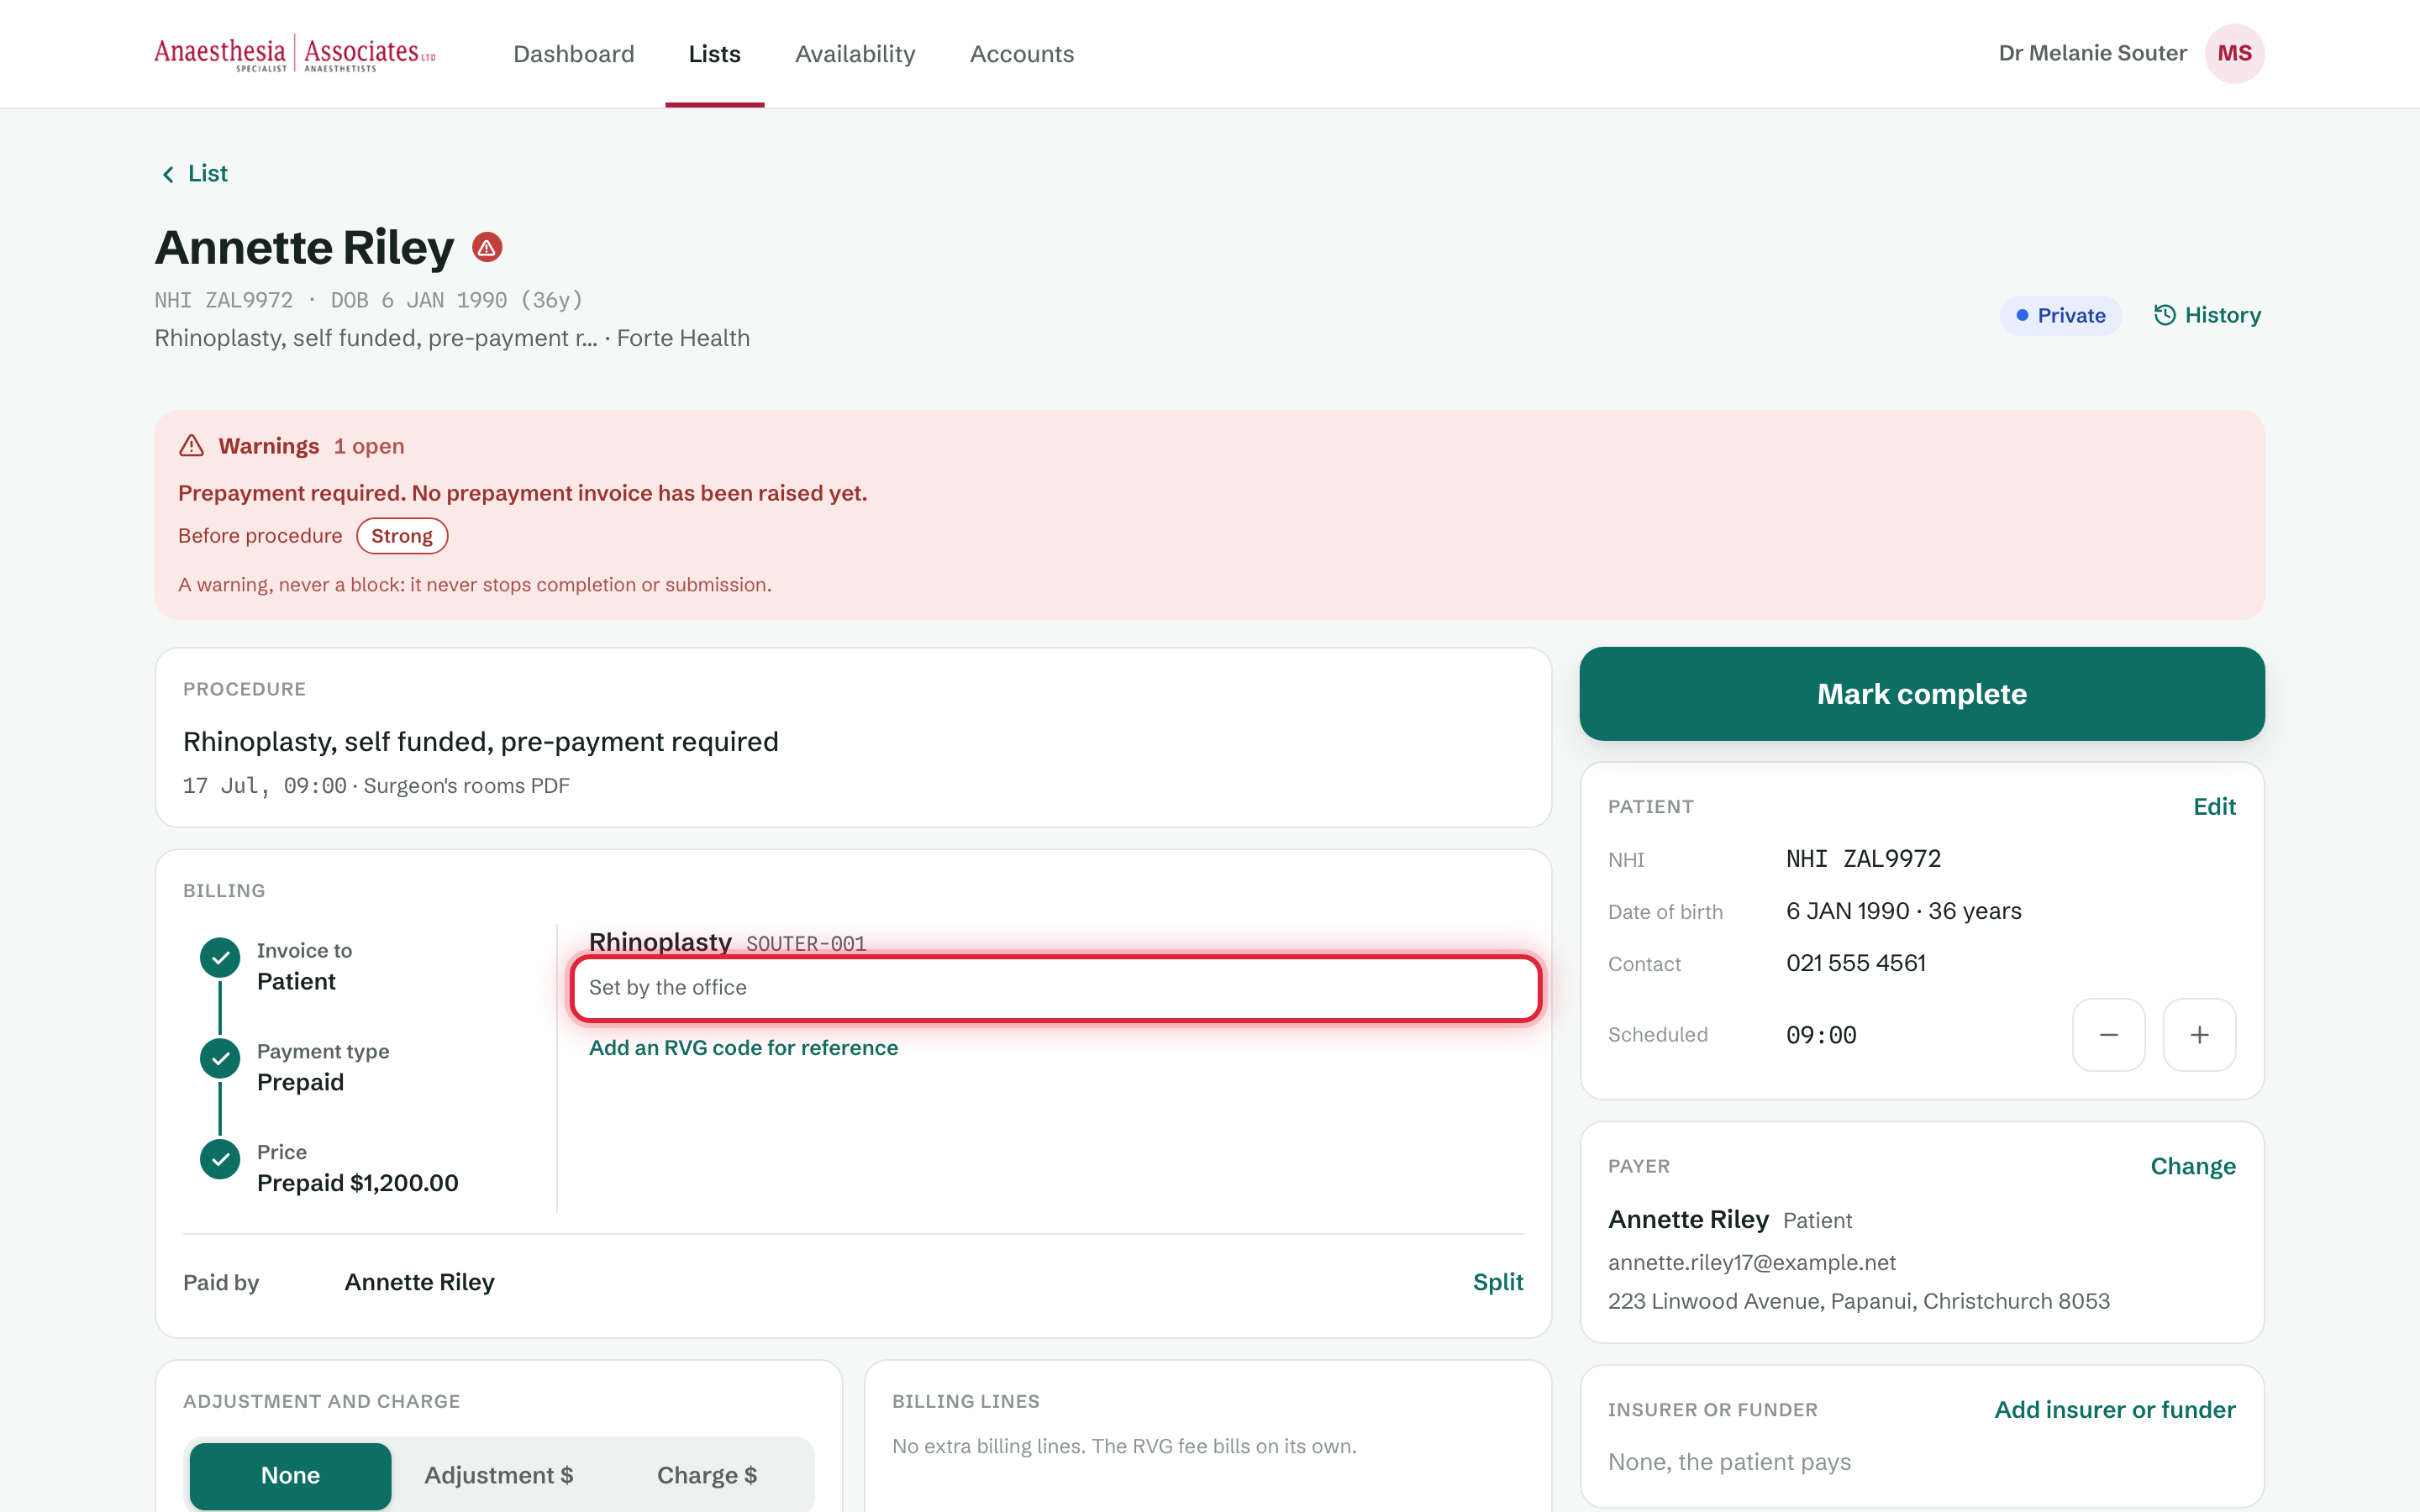 Anaesthesia Associates LTD
SPECIALIST ANAESTHETISTS
Dashboard
Lists
Availability
Accounts
Dr Melanie Souter
MS
List
Annette Riley
NHI ZAL9972 · DOB 6 JAN 1990 (36y)
Rhinoplasty, self funded, pre-payment r... · Forte Health
Private
History
Warnings 1 open
Prepayment required. No prepayment invoice has been raised yet.
Before procedure Strong
A warning, never a block: it never stops completion or submission.
PROCEDURE
Rhinoplasty, self funded, pre-payment required
17 Jul, 09:00 · Surgeon's rooms PDF
BILLING
Invoice to
Patient
Payment type
Prepaid
Price
Prepaid $1,200.00
Rhinoplasty SOUTER-001
Set by the office
Add an RVG code for reference
Paid by Annette Riley Split
ADJUSTMENT AND CHARGE
None Adjustment $ Charge $
BILLING LINES
No extra billing lines. The RVG fee bills on its own.
Mark complete
PATIENT Edit
NHI NHI ZAL9972
Date of birth 6 JAN 1990 · 36 years
Contact 021 555 4561
Scheduled 09:00 − +
PAYER Change
Annette Riley Patient
annette.riley17@example.net
223 Linwood Avenue, Papanui, Christchurch 8053
INSURER OR FUNDER Add insurer or funder
None, the patient pays